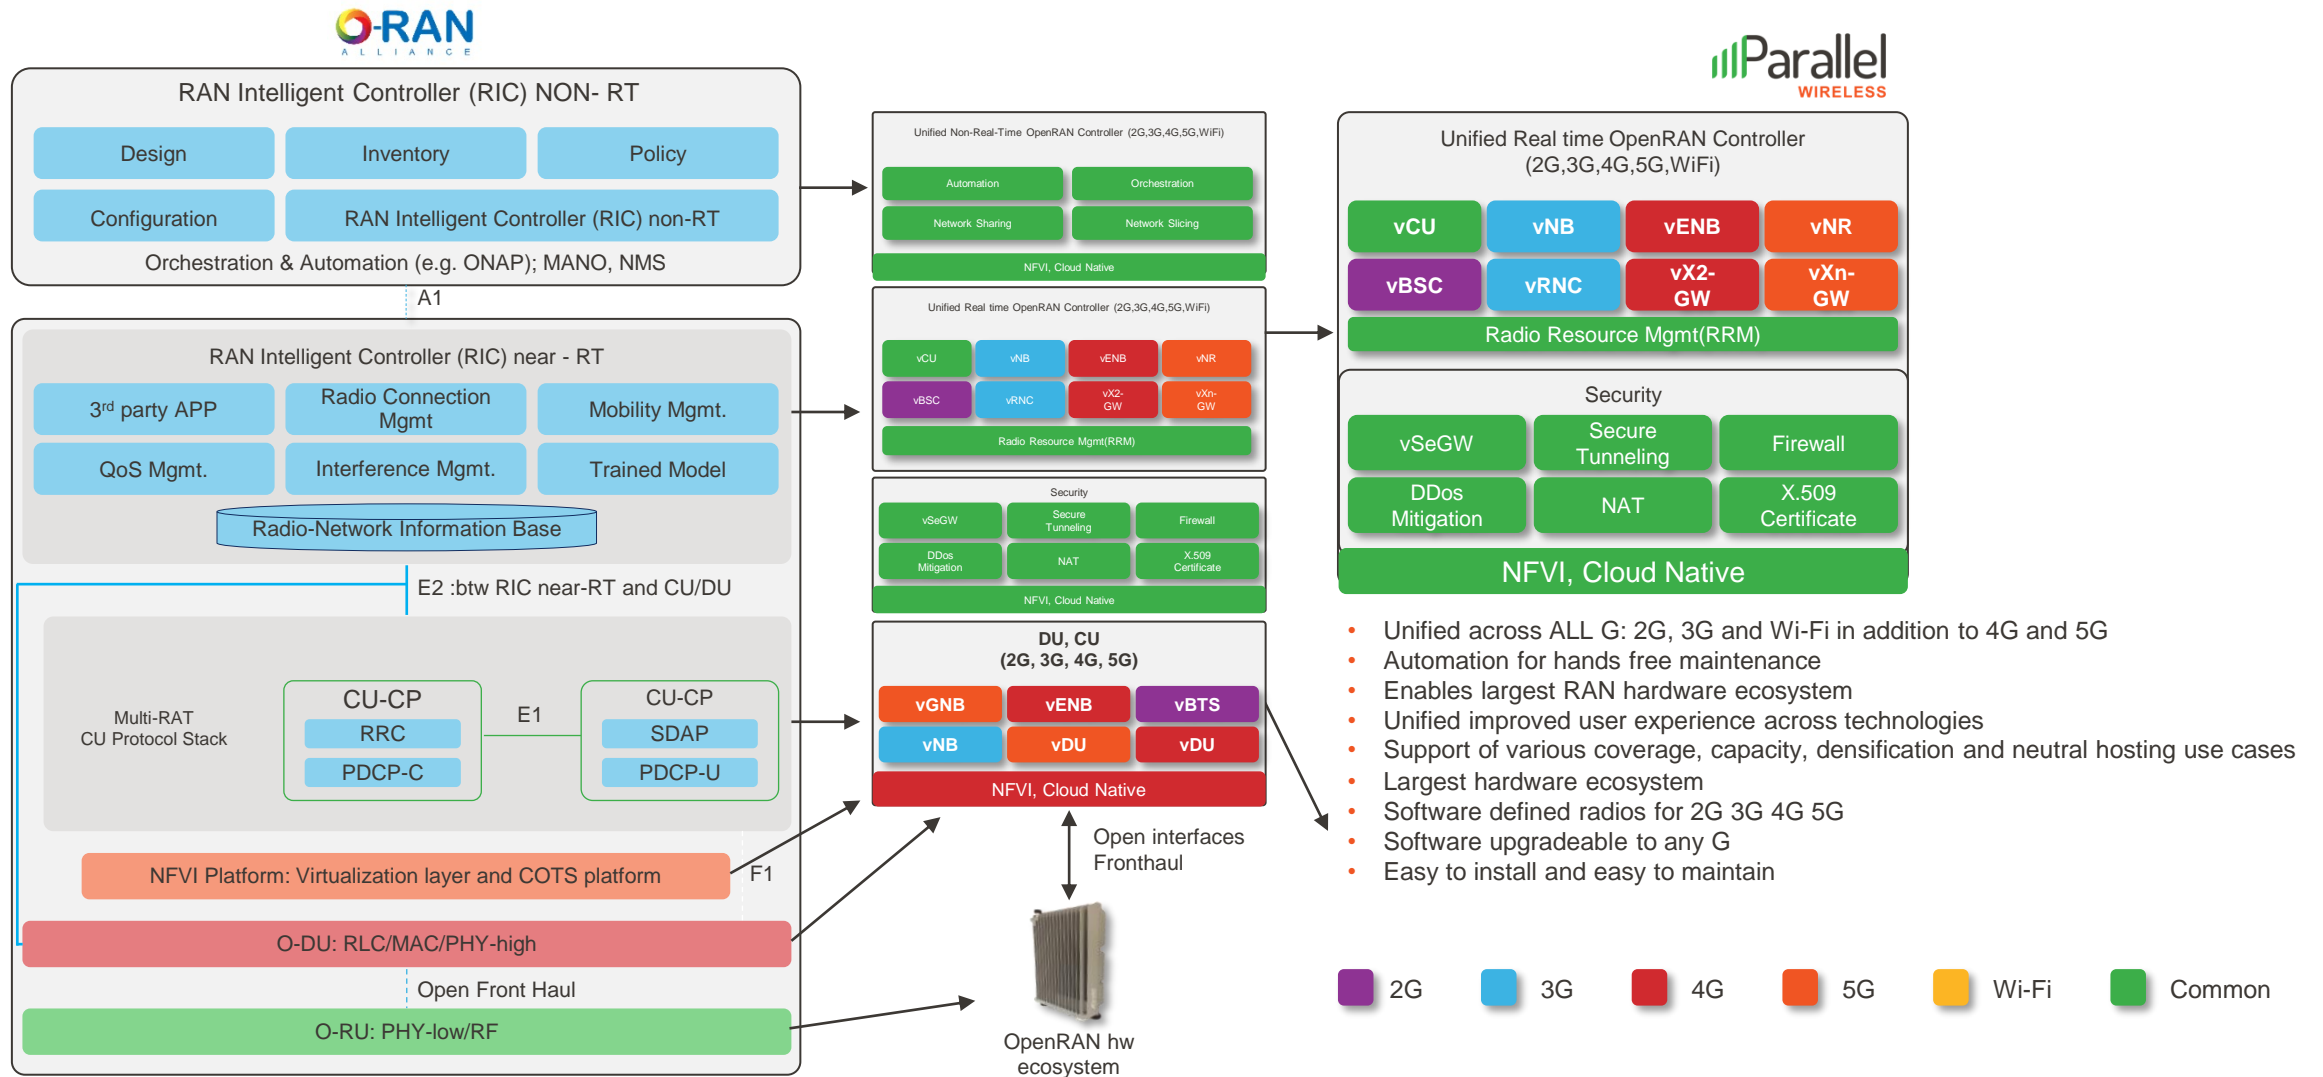 O-RAN
ALLIANCE
RAN Intelligent Controller (RIC) NON- RT
Design
Inventory
Policy
Configuration
RAN Intelligent Controller (RIC) non-RT
Orchestration & Automation (e.g. ONAP); MANO, NMS
A1
RAN Intelligent Controller (RIC) near - RT
3rd party APP
Radio Connection
Mgmt
Mobility Mgmt.
QoS Mgmt.
Interference Mgmt.
Trained Model
Radio-Network Information Base
E2 :btw RIC near-RT and CU/DU
Multi-RAT
CU Protocol Stack
CU-CP
RRC
PDCP-C
E1
CU-CP
SDAP
PDCP-U
NFVI Platform: Virtualization layer and COTS platform
F1
O-DU: RLC/MAC/PHY-high
Open Front Haul
O-RU: PHY-low/RF
Unified Non-Real-Time OpenRAN Controller (2G,3G,4G,5G,WiFi)
Automation
Orchestration
Network Sharing
Network Slicing
NFVI, Cloud Native
Unified Real time OpenRAN Controller (2G,3G,4G,5G,WiFi)
vCU
vNB
vENB
vNR
vBSC
vRNC
vX2-
GW
vXn-
GW
Radio Resource Mgmt(RRM)
Security
vSeGW
Secure
Tunneling
Firewall
DDos
Mitigation
NAT
X.509
Certificate
NFVI, Cloud Native
DU, CU
(2G, 3G, 4G, 5G)
vGNB
vENB
vBTS
vNB
vDU
vDU
NFVI, Cloud Native
Open interfaces
Fronthaul
OpenRAN hw
ecosystem
Parallel
WIRELESS
Unified Real time OpenRAN Controller
(2G,3G,4G,5G,WiFi)
vCU
vNB
vENB
vNR
vBSC
vRNC
vX2-
GW
vXn-
GW
Radio Resource Mgmt(RRM)
Security
vSeGW
Secure
Tunneling
Firewall
DDos
Mitigation
NAT
X.509
Certificate
NFVI, Cloud Native
• Unified across ALL G: 2G, 3G and Wi-Fi in addition to 4G and 5G
• Automation for hands free maintenance
• Enables largest RAN hardware ecosystem
• Unified improved user experience across technologies
• Support of various coverage, capacity, densification and neutral hosting use cases
• Largest hardware ecosystem
• Software defined radios for 2G 3G 4G 5G
• Software upgradeable to any G
• Easy to install and easy to maintain
2G
3G
4G
5G
Wi-Fi
Common